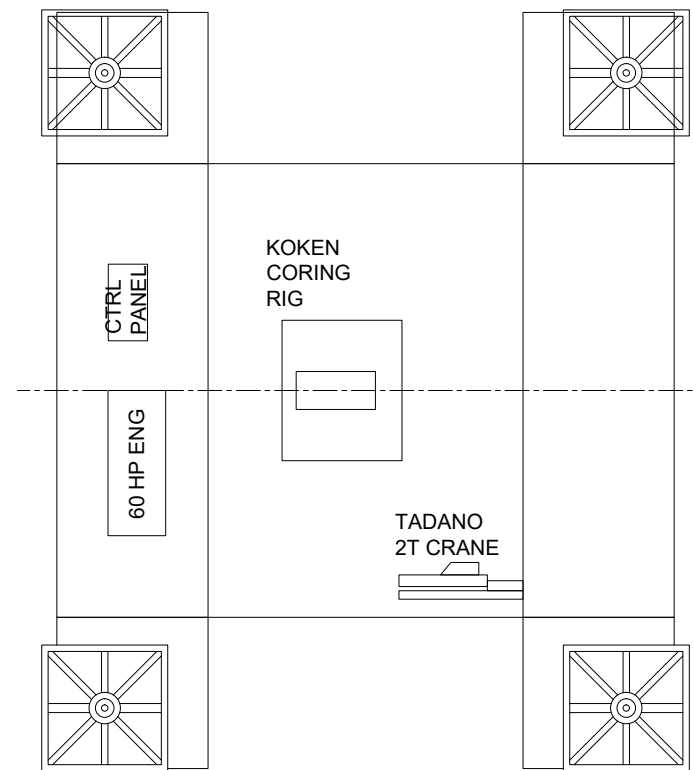 KOKEN
CORING
RIG
CTRL
PANEL
60 HP ENG
TADANO
2T CRANE